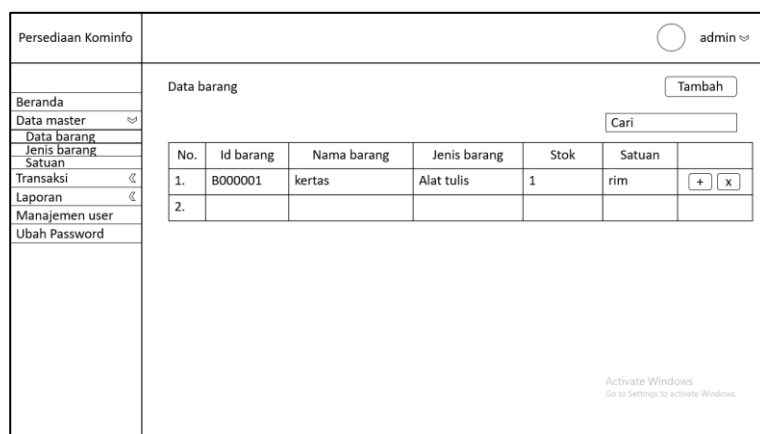 Persediaan Kominfo
admin
Beranda
Data master
Data barang
Jenis barang
Satuan
Transaksi
Laporan
Manajemen user
Ubah Password
Data barang
Tambah
Cari
No. Id barang Nama barang Jenis barang Stok Satuan
1. B000001 kertas Alat tulis 1 rim + x
2.
Activate Windows
Go to Settings to activate Windows.